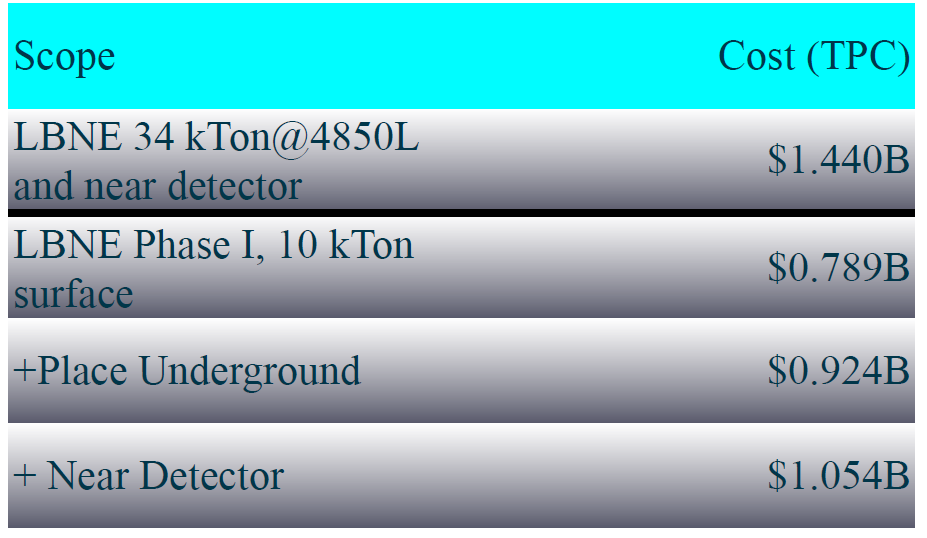 Scope Cost (TPC)
LBNE 34 kTon@4850L
and near detector $1.440B
LBNE Phase I, 10 kTon
surface $0.789B
+Place Underground $0.924B
+ Near Detector $1.054B